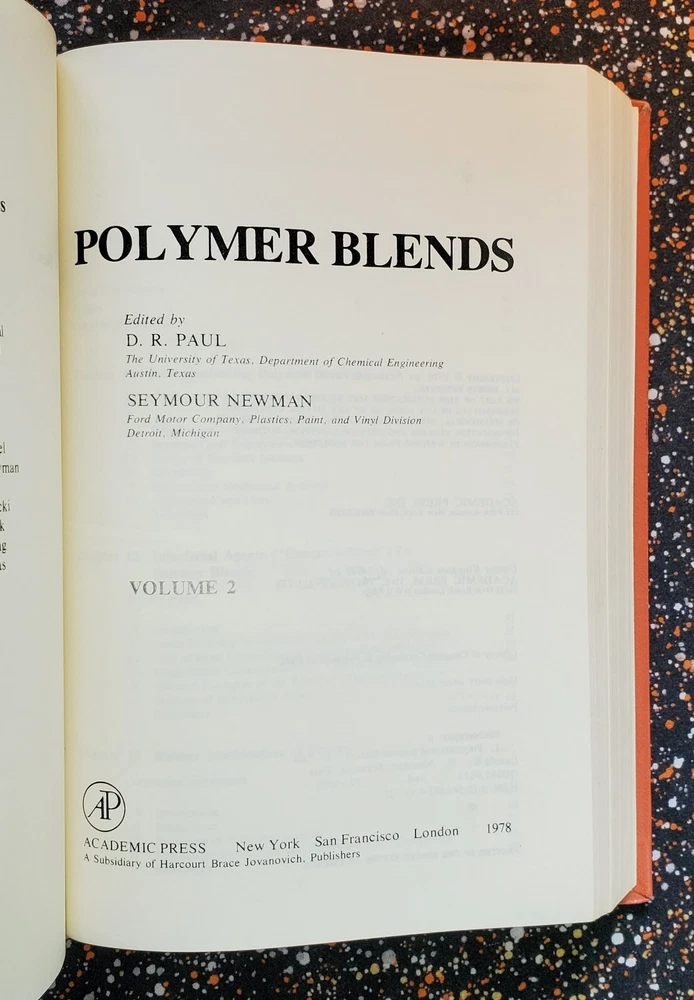 POLYMER BLENDS
Edited by
D. R. PAUL
The University of Texas, Department of Chemical Engineering
Austin, Texas
SEYMOUR NEWMAN
Ford Motor Company, Plastics, Paint, and Vinyl Division
Detroit, Michigan
VOLUME 2
AP
ACADEMIC PRESS New York San Francisco London 1978
A Subsidiary of Harcourt Brace Jovanovich, Publishers